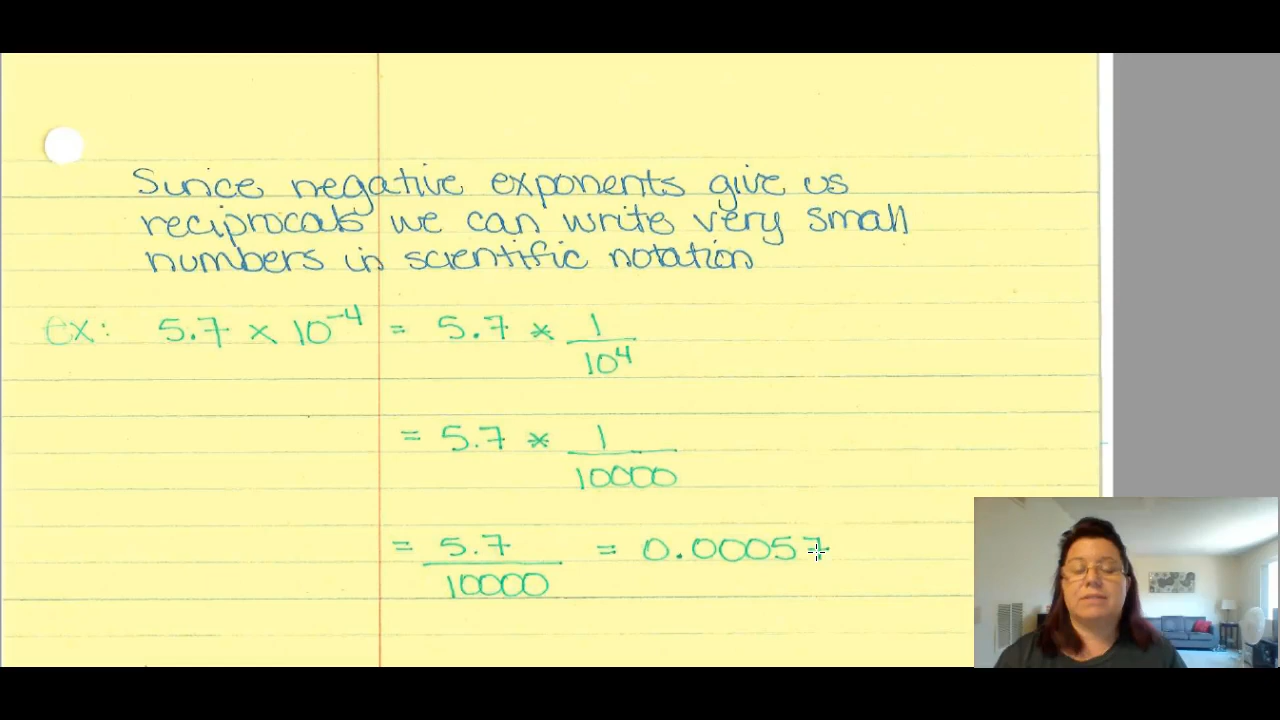 Sunce negative exponents give us
reciprocals we can write very small
numbers in scientific notation
ex: 5.7 × 10⁻⁴ = 5.7 * 1/10⁴
= 5.7 * 1/10000
= 5.7/10000 = 0.00057